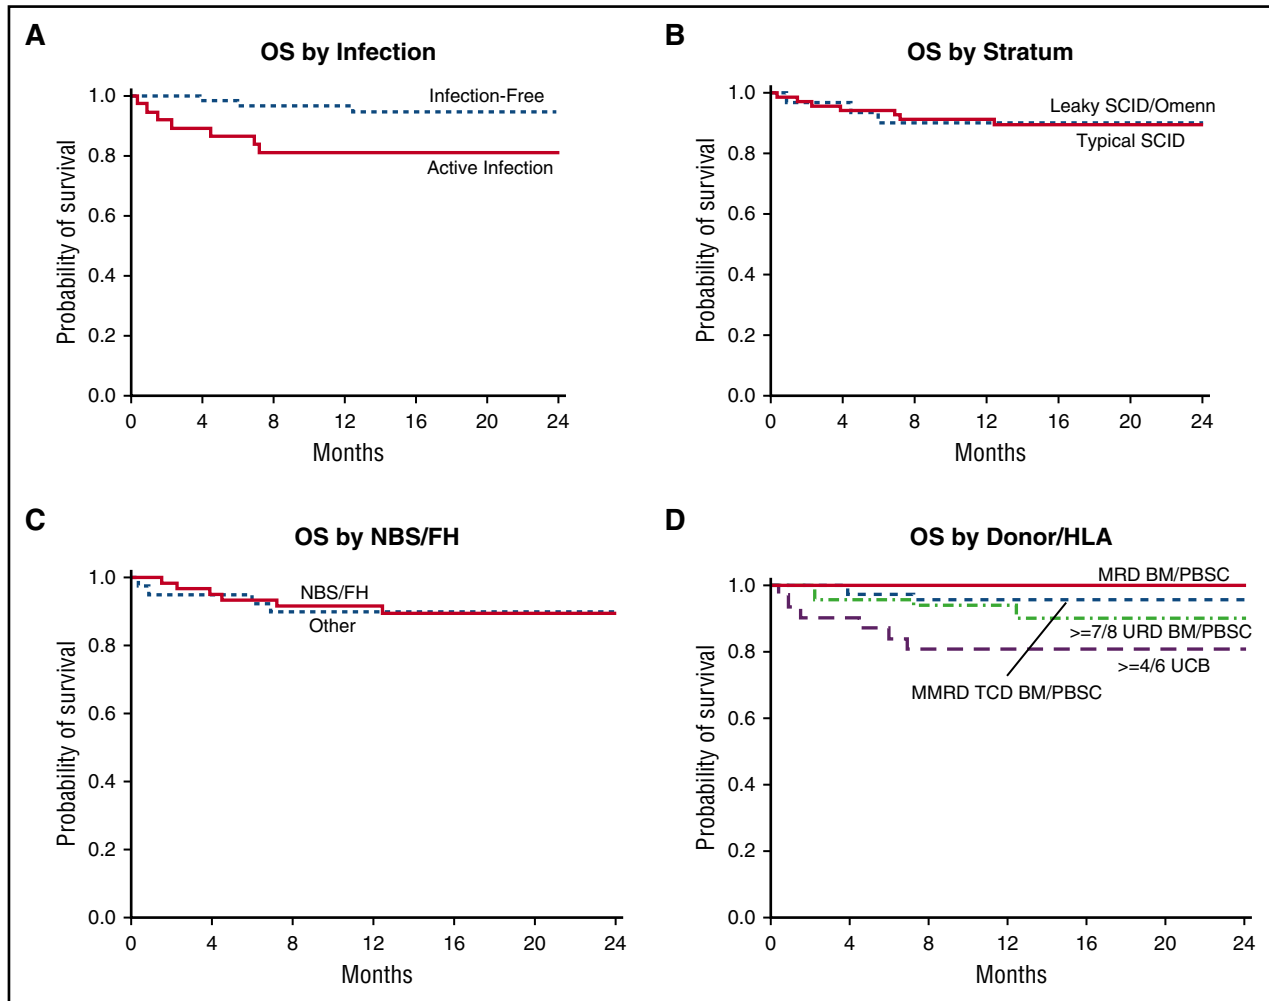 A
OS by Infection
1.0
0.8
0.6
0.4
0.2
0.0
Probability of survival
Infection-Free
Active Infection
0 4 8 12 16 20 24
Months
B
OS by Stratum
1.0
0.8
0.6
0.4
0.2
0.0
Probability of survival
Leaky SCID/Omenn
Typical SCID
0 4 8 12 16 20 24
Months
C
OS by NBS/FH
1.0
0.8
0.6
0.4
0.2
0.0
Probability of survival
NBS/FH
Other
0 4 8 12 16 20 24
Months
D
OS by Donor/HLA
1.0
0.8
0.6
0.4
0.2
0.0
Probability of survival
MRD BM/PBSC
>=7/8 URD BM/PBSC
>=4/6 UCB
MMRD TCD BM/PBSC
0 4 8 12 16 20 24
Months